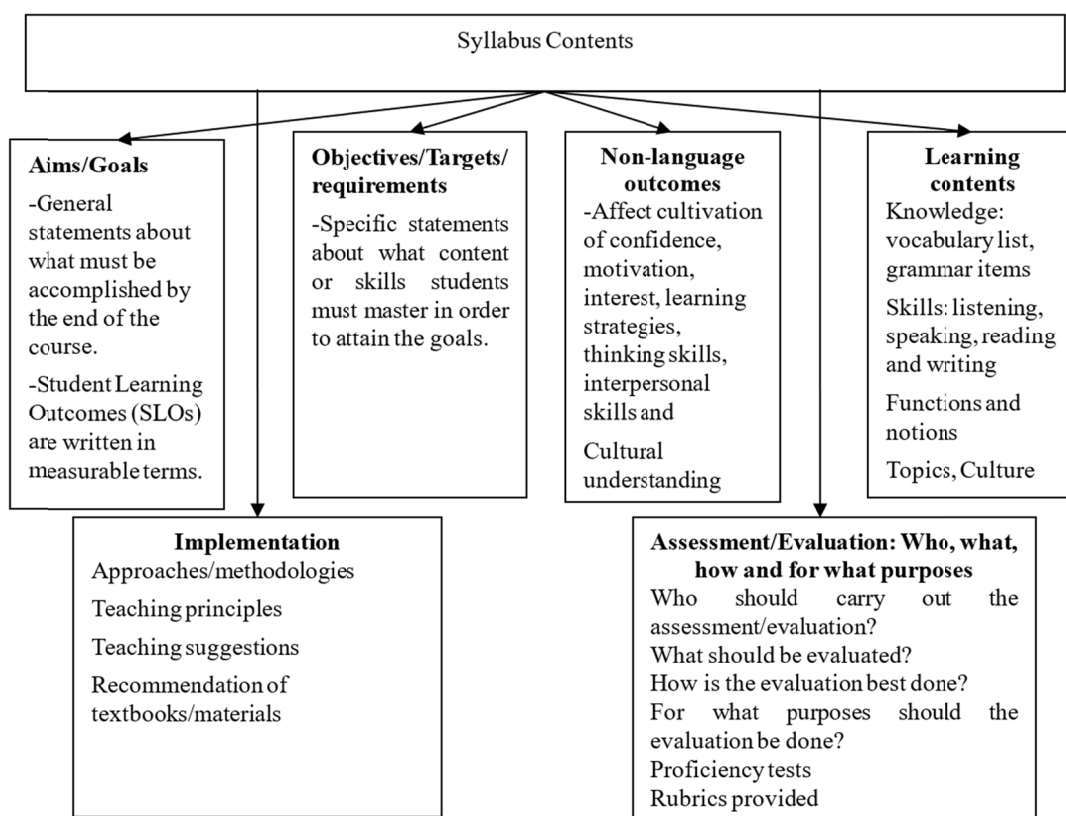 Syllabus Contents
Aims/Goals
-General
statements about
what must be
accomplished by
the end of the
course.
-Student Learning
Outcomes (SLOs)
are written in
measurable terms.
Objectives/Targets/
requirements
-Specific statements
about what content
or skills students
must master in order
to attain the goals.
Non-language
outcomes
-Affect cultivation
of confidence,
motivation,
interest, learning
strategies,
thinking skills,
interpersonal
skills and
Cultural
understanding
Learning
contents
Knowledge:
vocabulary list,
grammar items
Skills: listening,
speaking, reading
and writing
Functions and
notions
Topics, Culture
Implementation
Approaches/methodologies
Teaching principles
Teaching suggestions
Recommendation of
textbooks/materials
Assessment/Evaluation: Who, what,
how and for what purposes
Who should carry out the
assessment/evaluation?
What should be evaluated?
How is the evaluation best done?
For what purposes should the
evaluation be done?
Proficiency tests
Rubrics provided